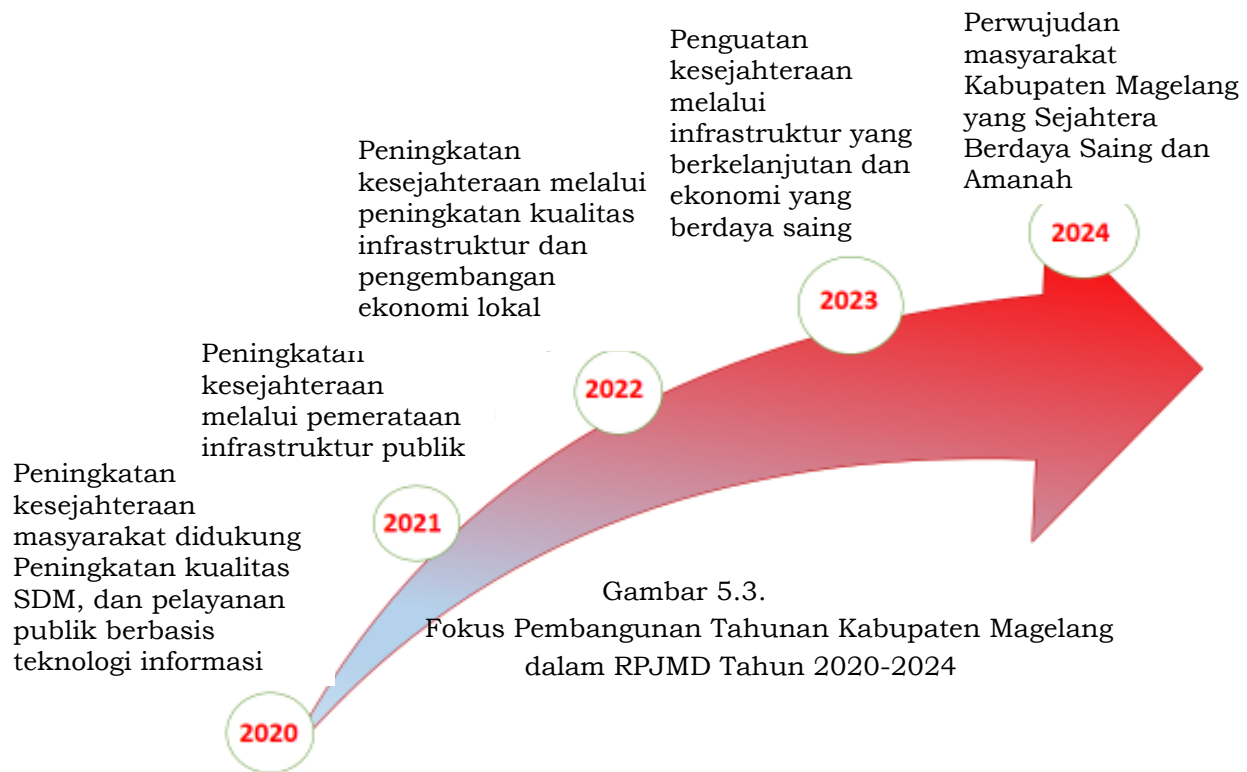 Peningkatan
kesejahteraan
masyarakat didukung
Peningkatan kualitas
SDM, dan pelayanan
publik berbasis
teknologi informasi
2020
Peningkatan
kesejahteraan
melalui pemerataan
infrastruktur publik
2021
Peningkatan
kesejahteraan melalui
peningkatan kualitas
infrastruktur dan
pengembangan
ekonomi lokal
2022
Penguatan
kesejahteraan
melalui
infrastruktur yang
berkelanjutan dan
ekonomi yang
berdaya saing
2023
Perwujudan
masyarakat
Kabupaten Magelang
yang Sejahtera
Berdaya Saing dan
Amanah
2024
Gambar 5.3.
Fokus Pembangunan Tahunan Kabupaten Magelang
dalam RPJMD Tahun 2020-2024